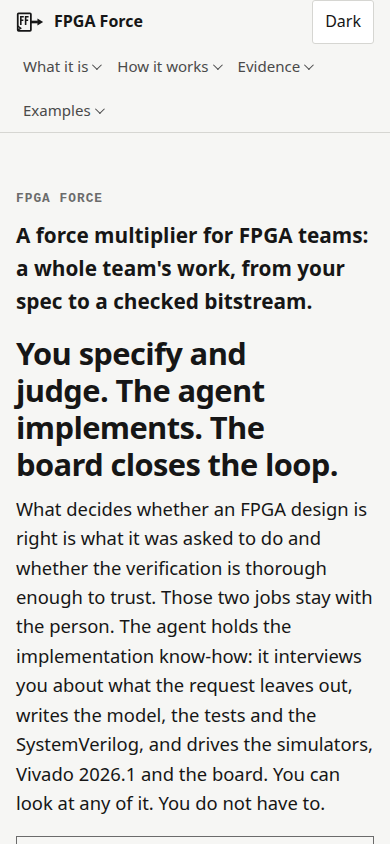 FF
FPGA Force
Dark
What it is
How it works
Evidence
Examples
FPGA FORCE
A force multiplier for FPGA teams:
a whole team's work, from your
spec to a checked bitstream.
You specify and
judge. The agent
implements. The
board closes the loop.
What decides whether an FPGA design is
right is what it was asked to do and
whether the verification is thorough
enough to trust. Those two jobs stay with
the person. The agent holds the
implementation know-how: it interviews
you about what the request leaves out,
writes the model, the tests and the
SystemVerilog, and drives the simulators,
Vivado 2026.1 and the board. You can
look at any of it. You do not have to.